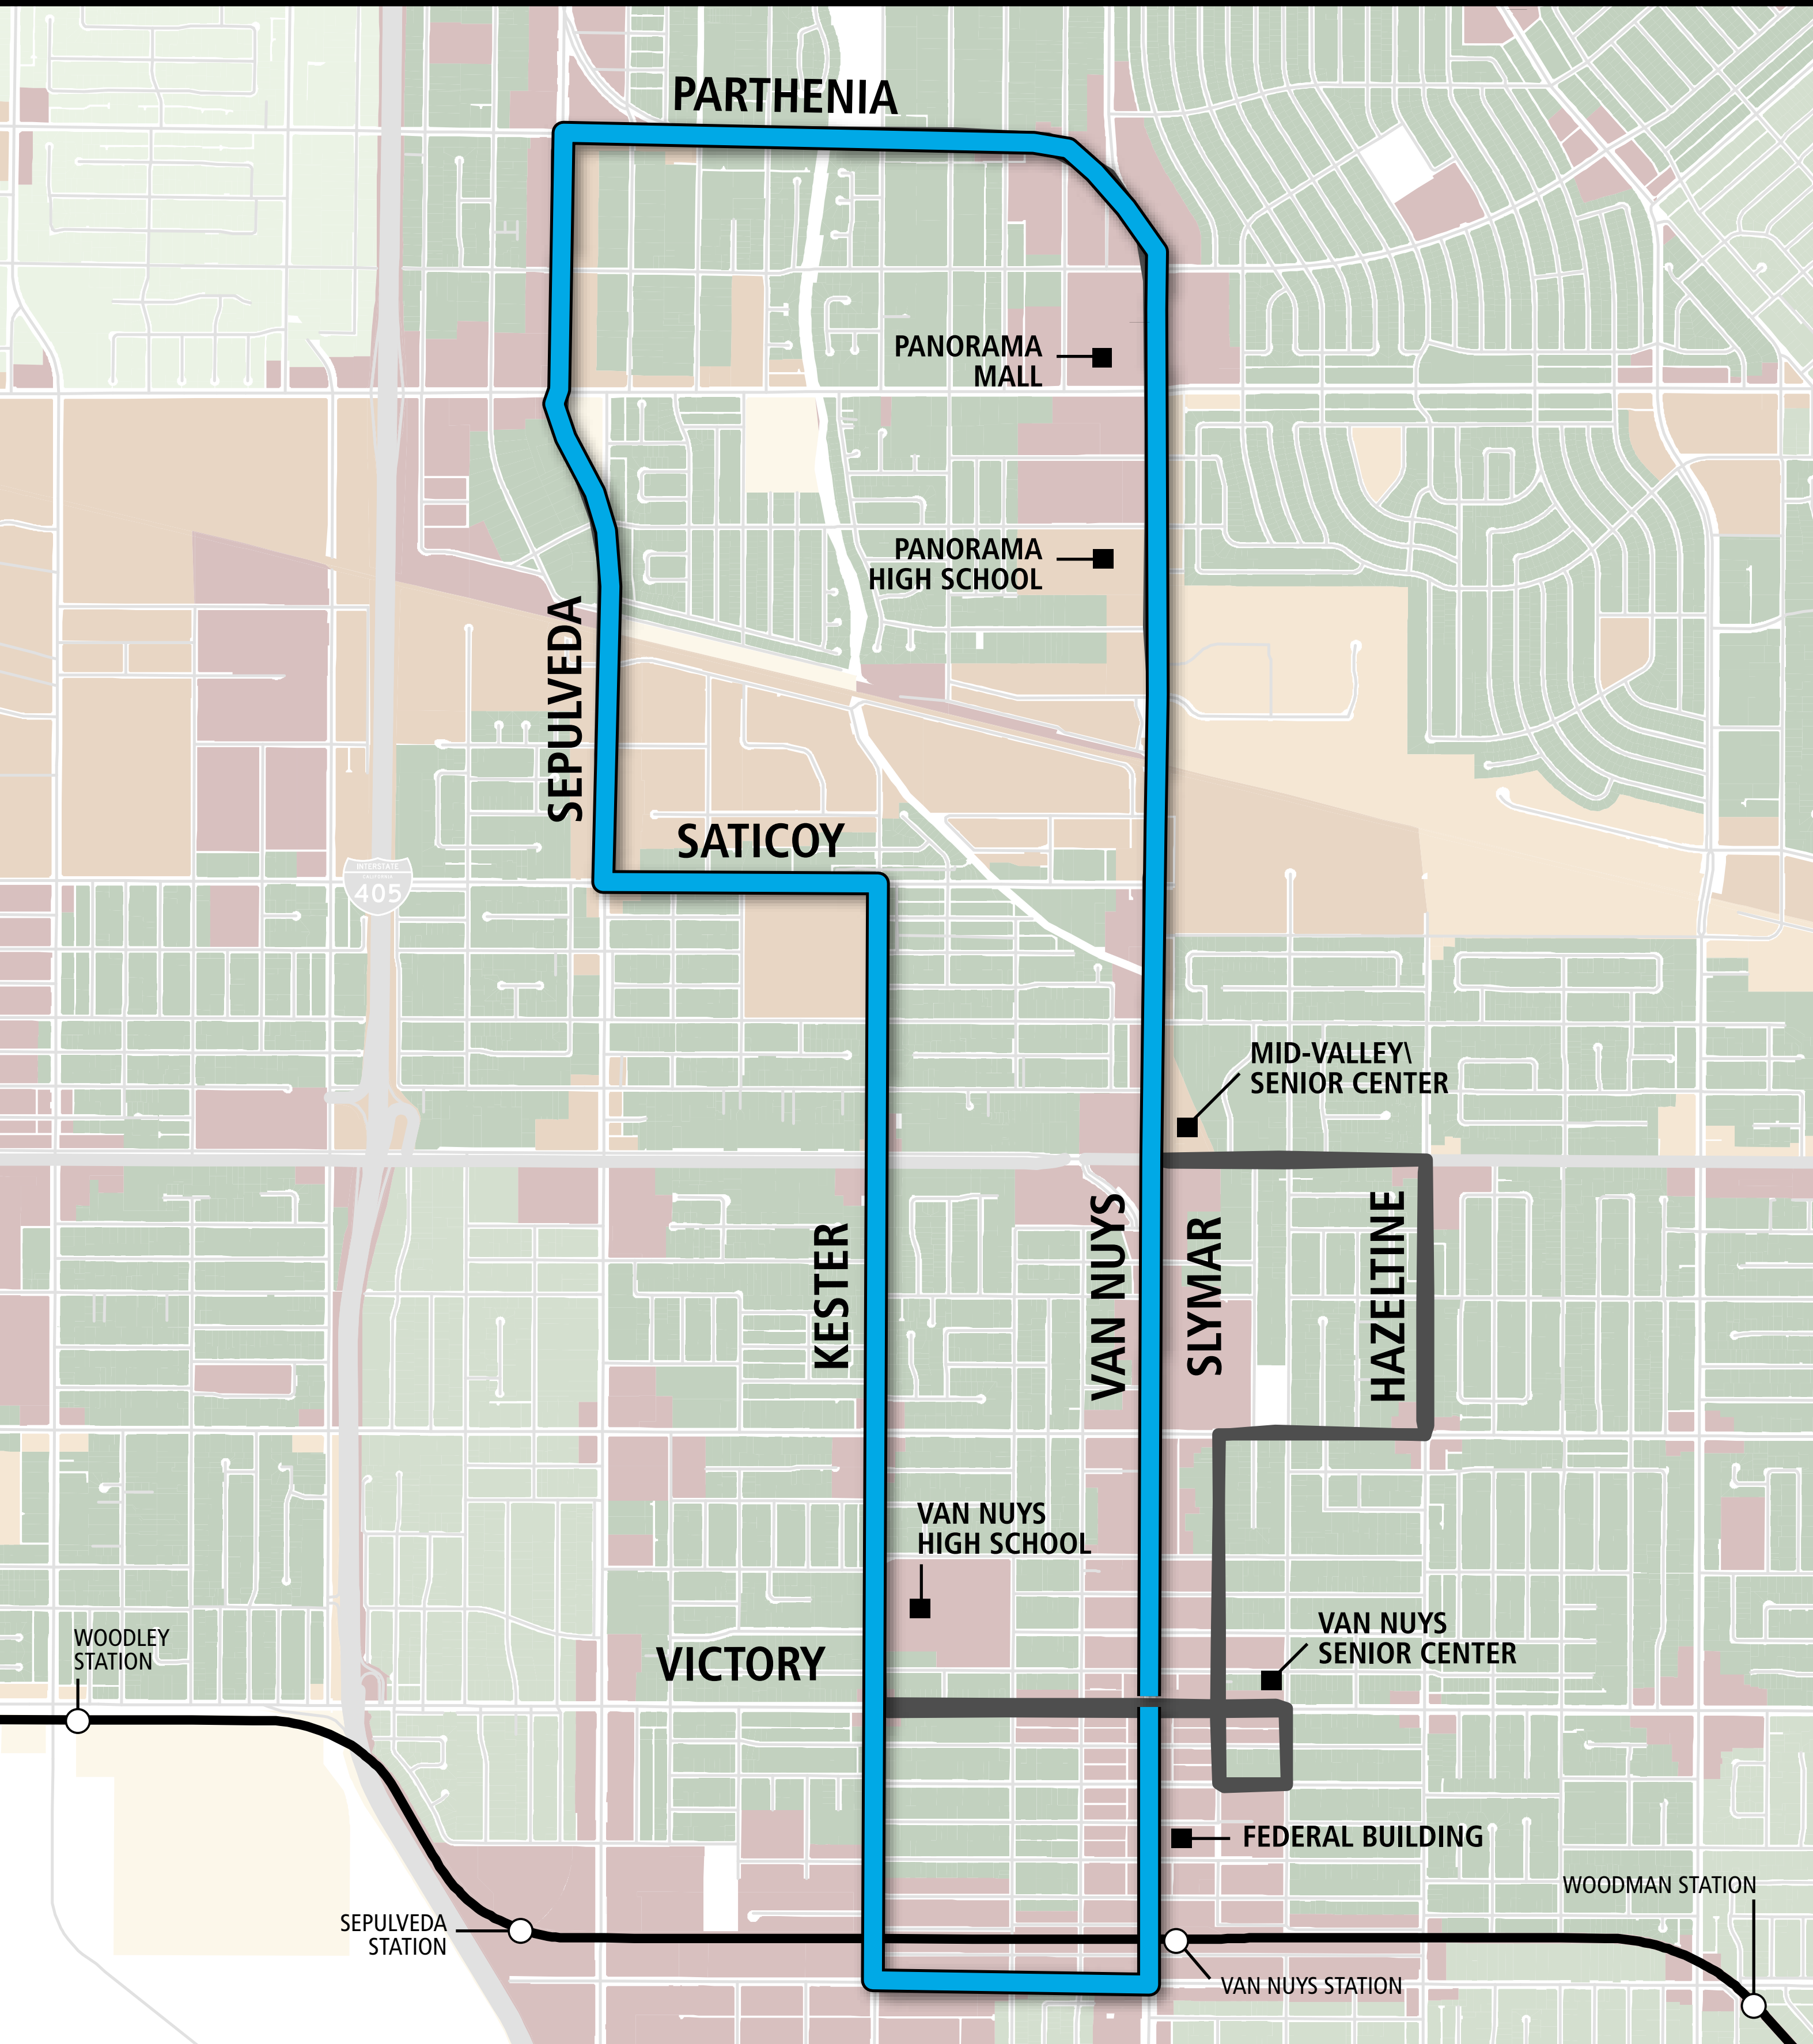 PARTHENIA
PANORAMA
MALL
PANORAMA
HIGH SCHOOL
SEPULVEDA
SATICOY
INTERSTATE
CALIFORNIA
405
MID-VALLEY\
SENIOR CENTER
KESTER
VAN NUYS
SLYMAR
HAZELTINE
VAN NUYS
HIGH SCHOOL
VAN NUYS
SENIOR CENTER
WOODLEY
STATION
VICTORY
FEDERAL BUILDING
WOODMAN STATION
SEPULVEDA
STATION
VAN NUYS STATION